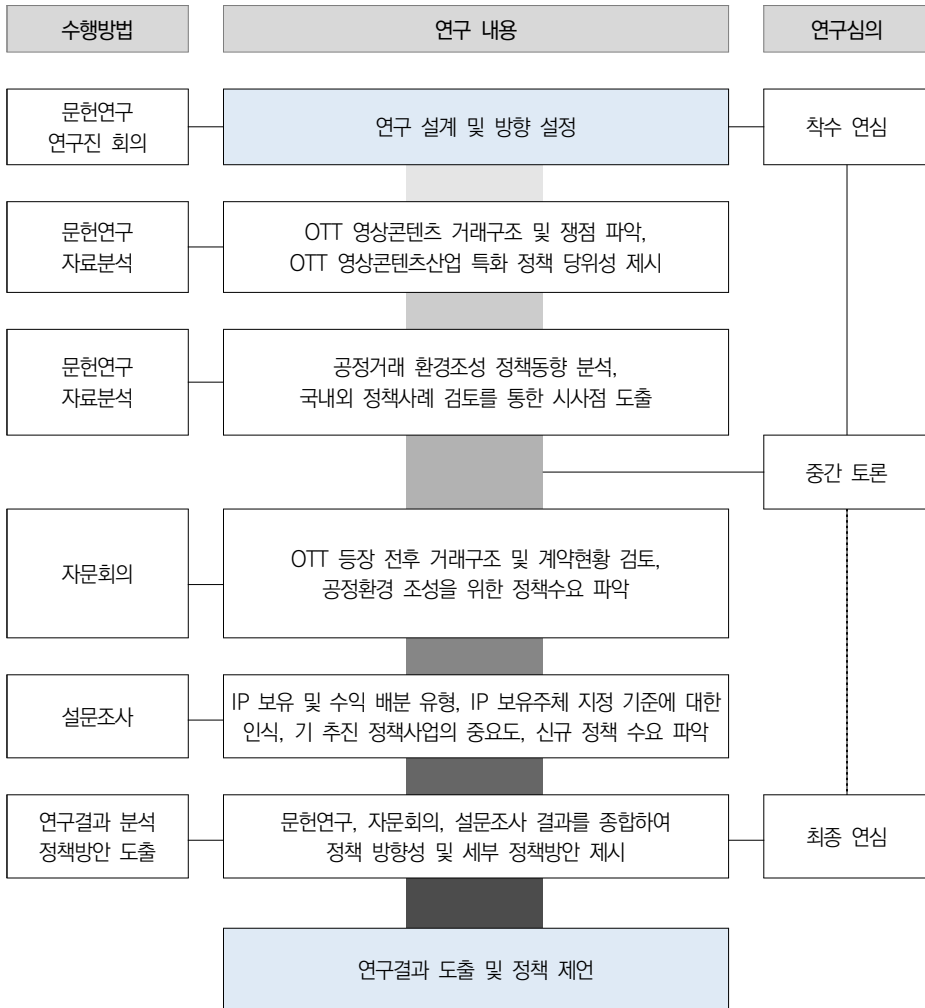 수행방법
연구 내용
연구심의
문헌연구
연구진 회의
연구 설계 및 방향 설정
착수 연심
문헌연구
자료분석
OTT 영상콘텐츠 거래구조 및 쟁점 파악,
OTT 영상콘텐츠산업 특화 정책 당위성 제시
문헌연구
자료분석
공정거래 환경조성 정책동향 분석,
국내외 정책사례 검토를 통한 시사점 도출
중간 토론
자문회의
OTT 등장 전후 거래구조 및 계약현황 검토,
공정환경 조성을 위한 정책수요 파악
설문조사
IP 보유 및 수익 배분 유형, IP 보유주체 지정 기준에 대한
인식, 기 추진 정책사업의 중요도, 신규 정책 수요 파악
연구결과 분석
정책방안 도출
문헌연구, 자문회의, 설문조사 결과를 종합하여
정책 방향성 및 세부 정책방안 제시
최종 연심
연구결과 도출 및 정책 제언